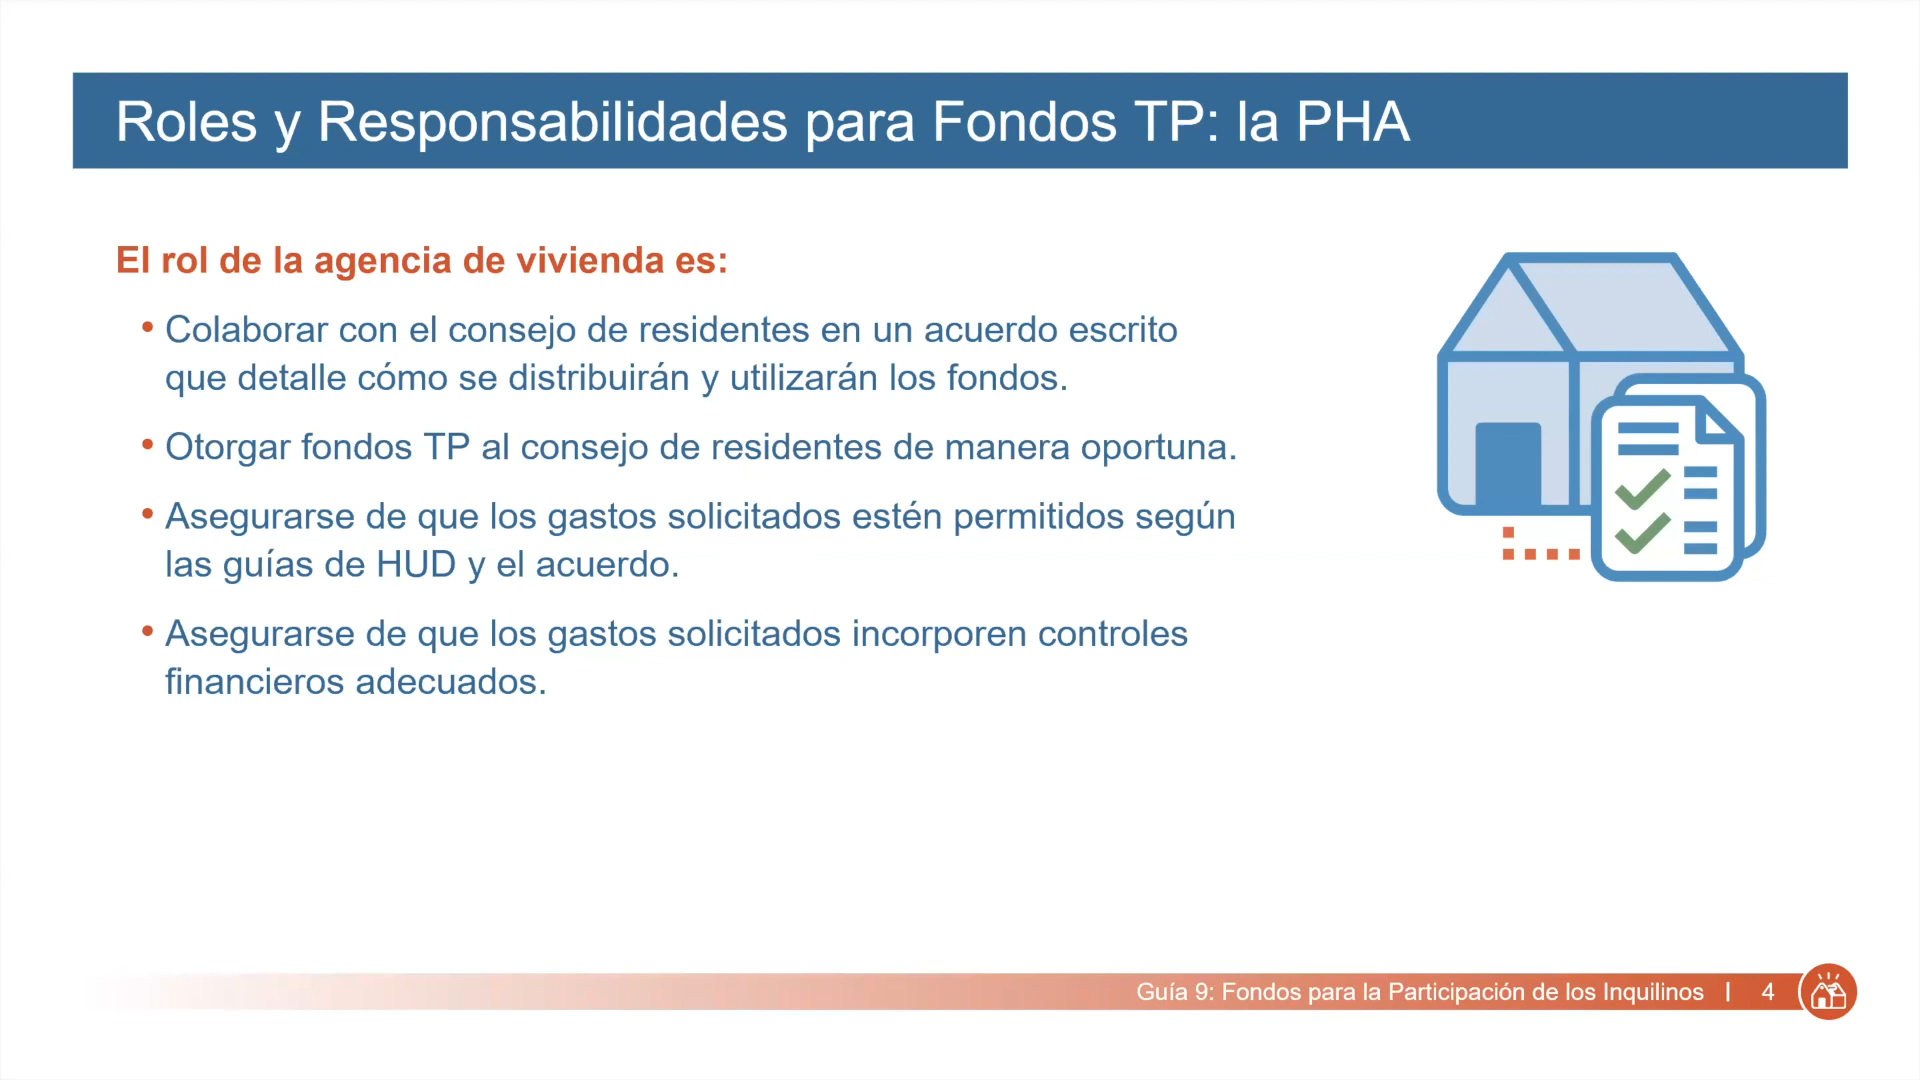 Roles y Responsabilidades para Fondos TP: la PHA
El rol de la agencia de vivienda es:
• Colaborar con el consejo de residentes en un acuerdo escrito
que detalle cómo se distribuirán y utilizarán los fondos.
• Otorgar fondos TP al consejo de residentes de manera oportuna.
• Asegurarse de que los gastos solicitados estén permitidos según
las guías de HUD y el acuerdo.
• Asegurarse de que los gastos solicitados incorporen controles
financieros adecuados.
Guía 9: Fondos para la Participación de los Inquilinos | 4